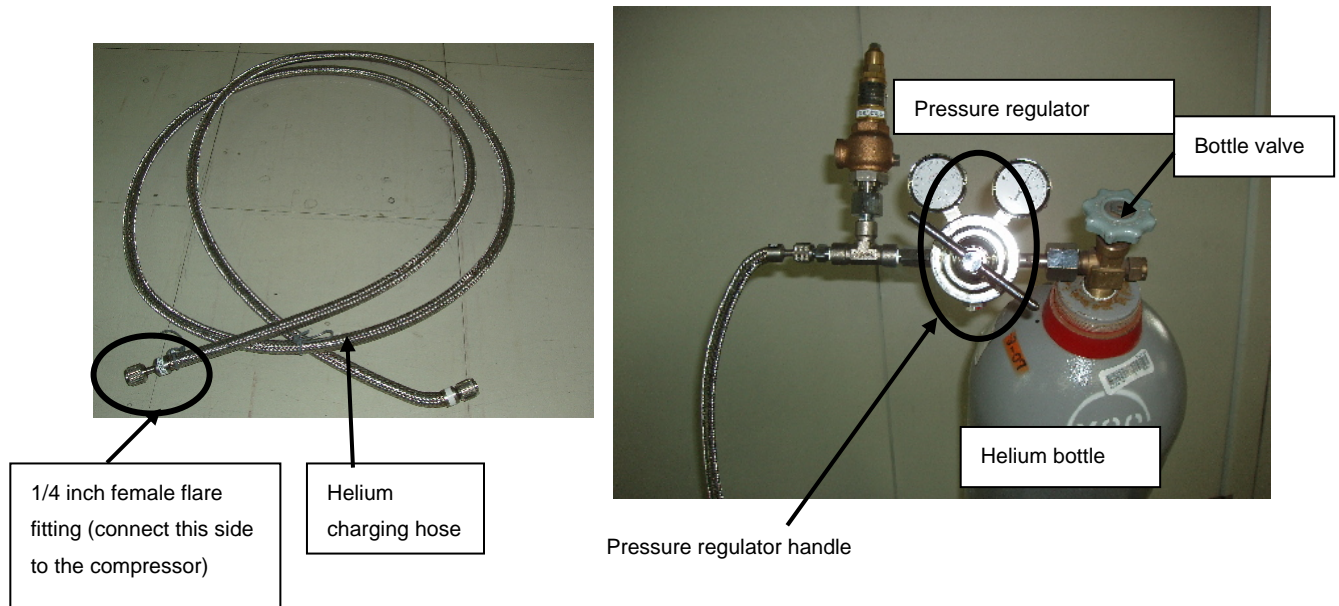 Pressure regulator
Bottle valve
Helium bottle
1/4 inch female flare
fitting (connect this side
to the compressor)
Helium
charging hose
Pressure regulator handle